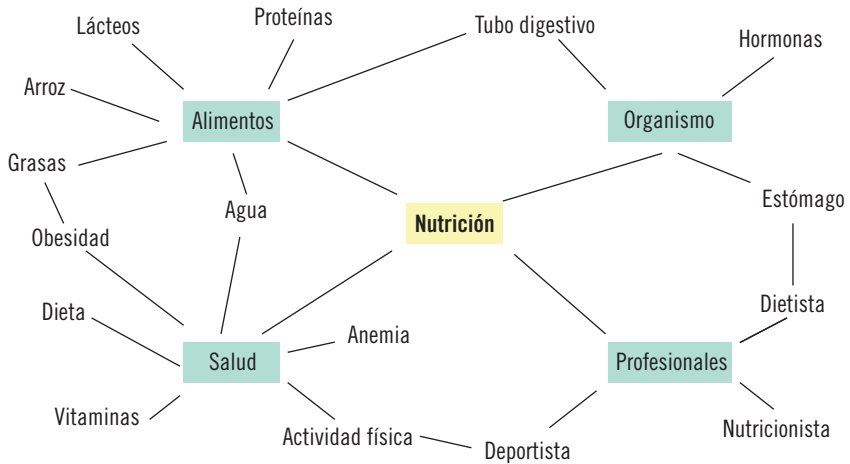 Lácteos
Proteínas
Tubo digestivo
Hormonas
Arroz
Alimentos
Organismo
Grasas
Agua
Estómago
Obesidad
Nutrición
Dieta
Dietista
Anemia
Salud
Profesionales
Vitaminas
Actividad física
Nutricionista
Deportista